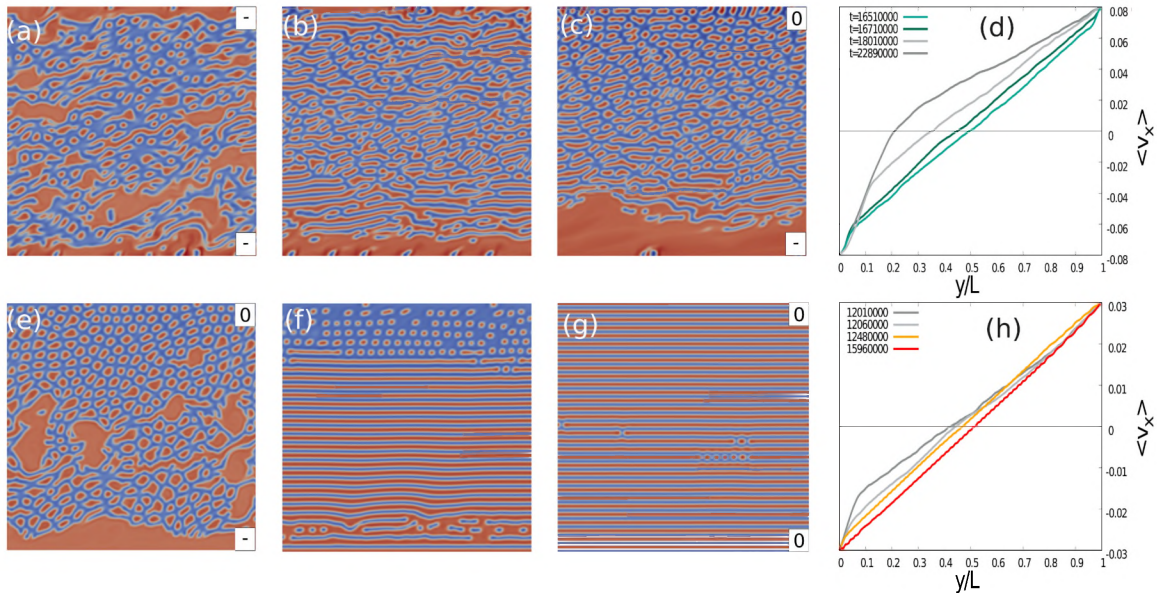 (a)
-
-
(b)
(c)
0
-
(d)
t=16510000
t=16710000
t=18010000
t=22890000
0.08
0.06
0.04
0.02
0
-0.02
-0.04
-0.06
-0.08
<v_x>
0 0.1 0.2 0.3 0.4 0.5 0.6 0.7 0.8 0.9 1
y/L
(e)
0
-
(f)
(g)
0
0
(h)
12010000
12060000
12480000
15960000
0.03
0.02
0.01
0
-0.01
-0.02
-0.03
<v_x>
0 0.1 0.2 0.3 0.4 0.5 0.6 0.7 0.8 0.9 1
y/L